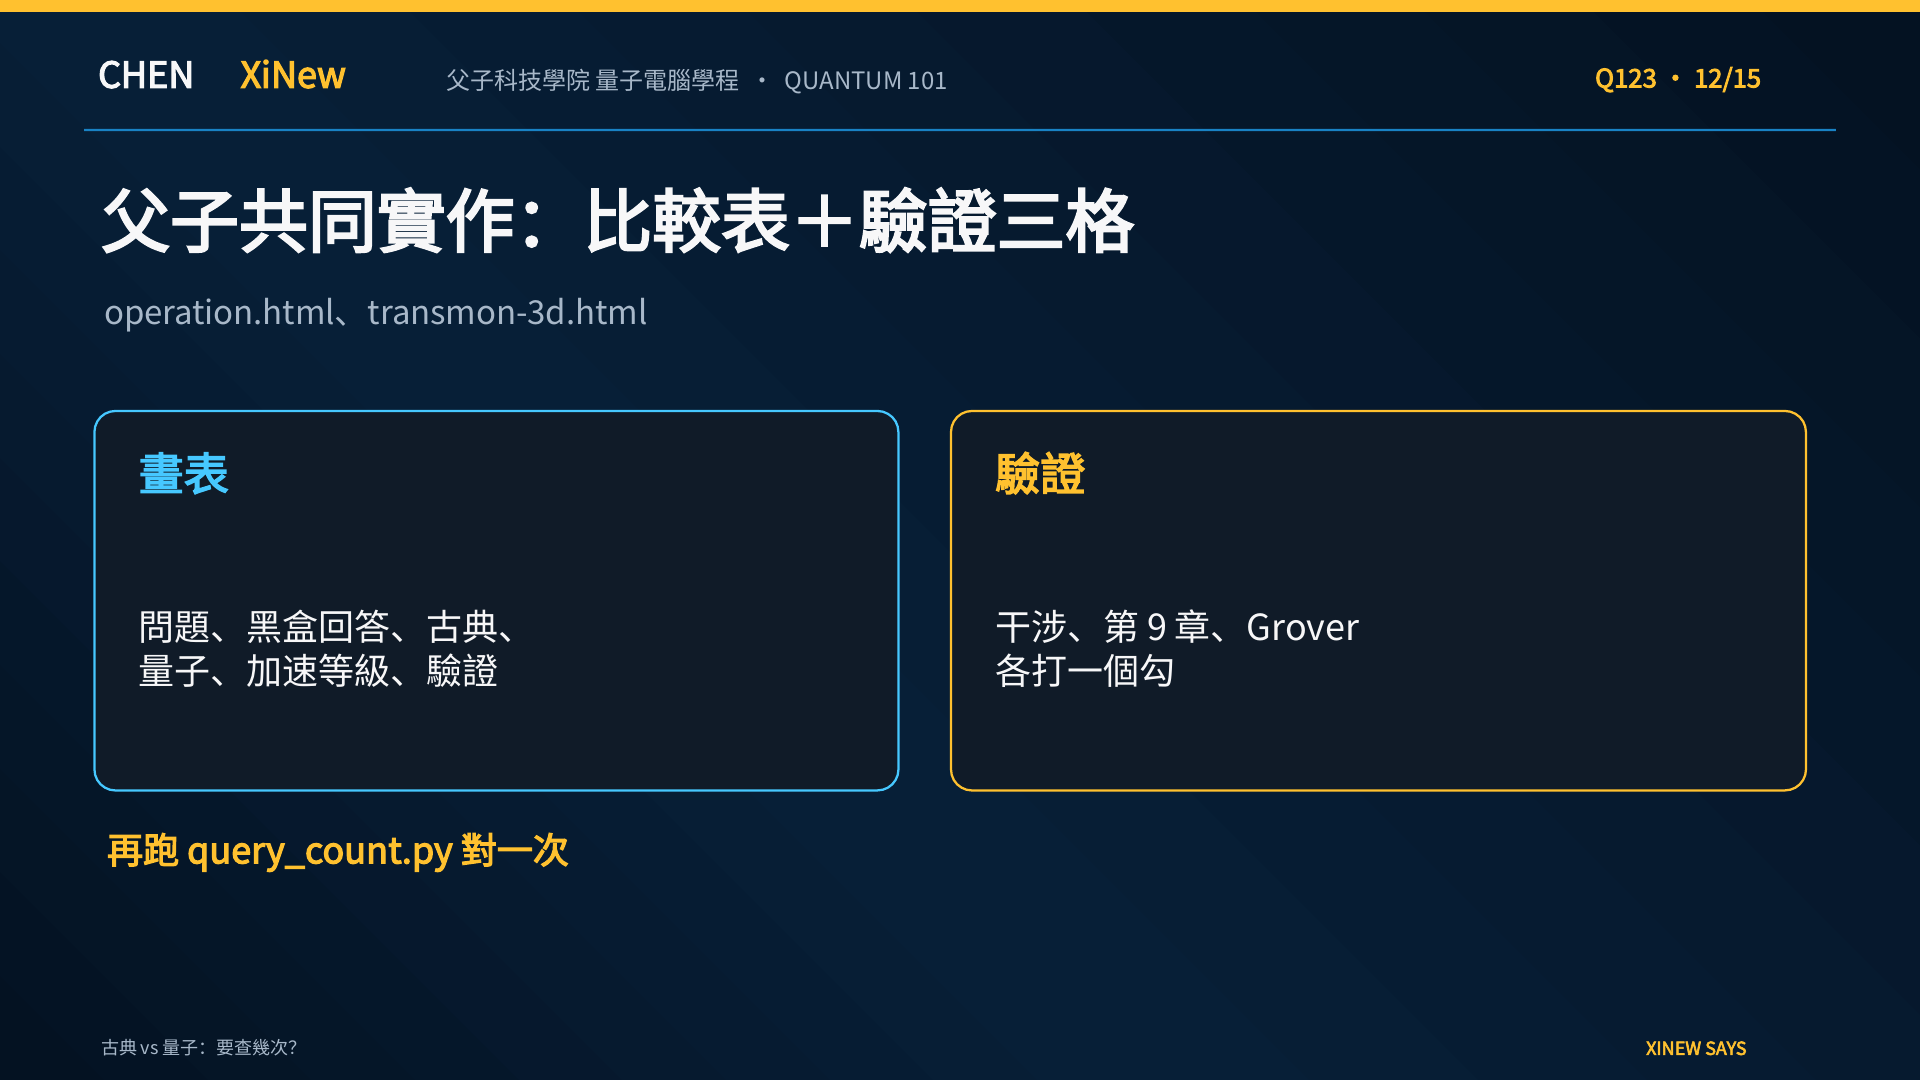 CHEN XiNew 父子科技學院 量子電腦學程 · QUANTUM 101 Q123 · 12/15
父子共同實作：比較表＋驗證三格
operation.html、transmon-3d.html
畫表
問題、黑盒回答、古典、
量子、加速等級、驗證
驗證
干涉、第 9 章、Grover
各打一個勾
再跑 query_count.py 對一次
古典 vs 量子：要查幾次？
XINEW SAYS